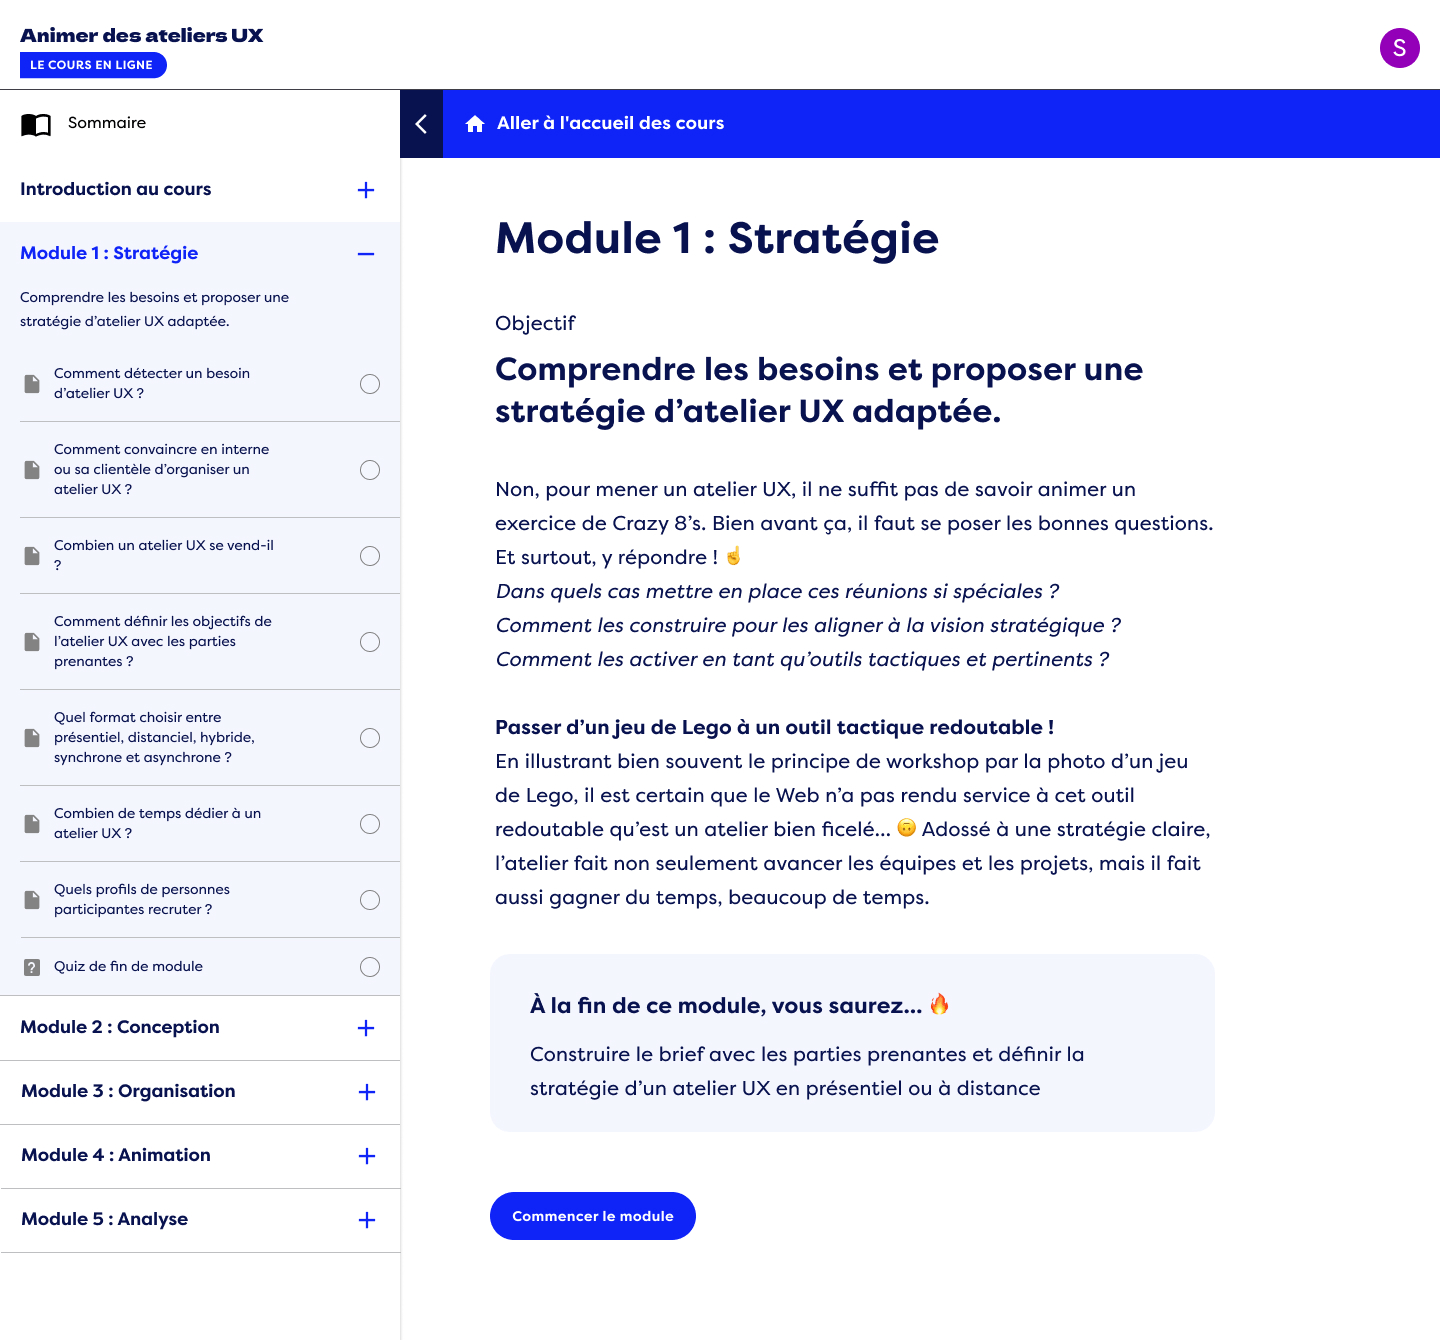 Animer des ateliers UX
LE COURS EN LIGNE
S
Sommaire
Introduction au cours
Module 1 : Stratégie
Comprendre les besoins et proposer une
stratégie d’atelier UX adaptée.
Comment détecter un besoin
d’atelier UX ?
Comment convaincre en interne
ou sa clientèle d’organiser un
atelier UX ?
Combien un atelier UX se vend-il
?
Comment définir les objectifs de
l’atelier UX avec les parties
prenantes ?
Quel format choisir entre
présentiel, distanciel, hybride,
synchrone et asynchrone ?
Combien de temps dédier à un
atelier UX ?
Quels profils de personnes
participantes recruter ?
Quiz de fin de module
Module 2 : Conception
Module 3 : Organisation
Module 4 : Animation
Module 5 : Analyse
Aller à l'accueil des cours
Module 1 : Stratégie
Objectif
Comprendre les besoins et proposer une
stratégie d’atelier UX adaptée.
Non, pour mener un atelier UX, il ne suffit pas de savoir animer un
exercice de Crazy 8’s. Bien avant ça, il faut se poser les bonnes questions.
Et surtout, y répondre ! ☝️
Dans quels cas mettre en place ces réunions si spéciales ?
Comment les construire pour les aligner à la vision stratégique ?
Comment les activer en tant qu’outils tactiques et pertinents ?
Passer d’un jeu de Lego à un outil tactique redoutable !
En illustrant bien souvent le principe de workshop par la photo d’un jeu
de Lego, il est certain que le Web n’a pas rendu service à cet outil
redoutable qu’est un atelier bien ficelé... 🙃 Adossé à une stratégie claire,
l’atelier fait non seulement avancer les équipes et les projets, mais il fait
aussi gagner du temps, beaucoup de temps.
À la fin de ce module, vous saurez... 🔥
Construire le brief avec les parties prenantes et définir la
stratégie d’un atelier UX en présentiel ou à distance
Commencer le module